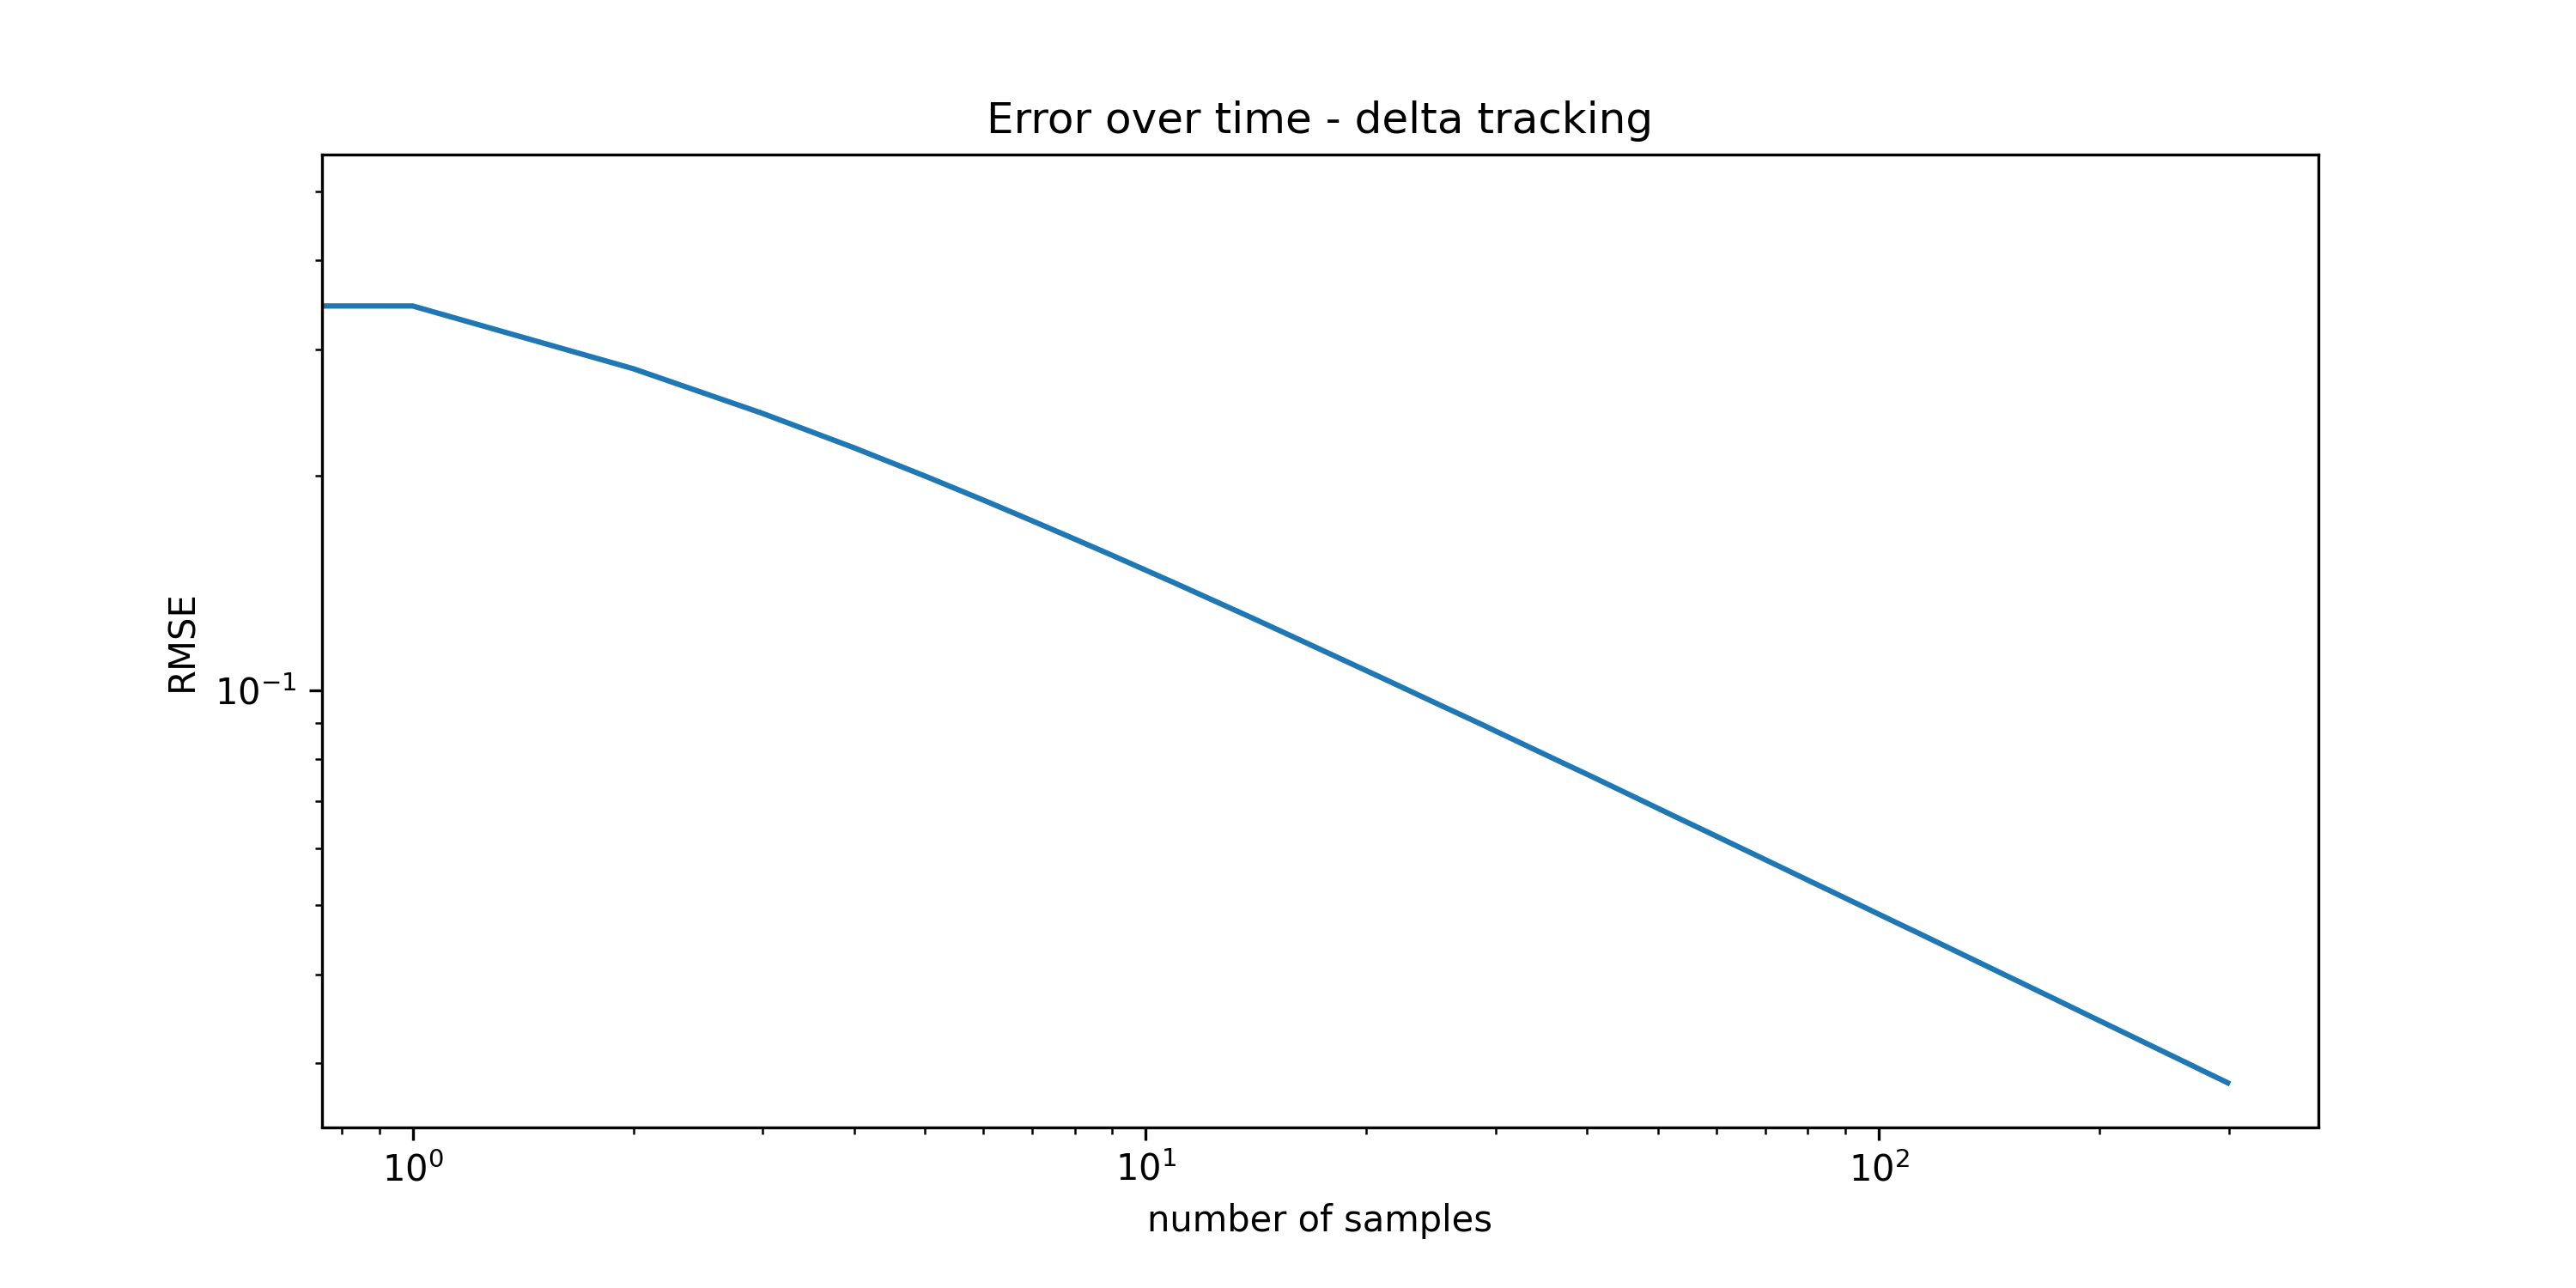 Error over time - delta tracking
RMSE
10⁻¹
10⁰ 10¹ 10²
number of samples